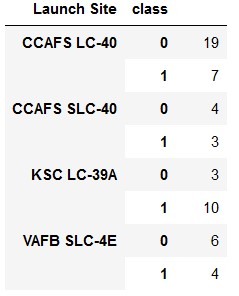 Launch Site class
CCAFS LC-40 0 19
1 7
CCAFS SLC-40 0 4
1 3
KSC LC-39A 0 3
1 10
VAFB SLC-4E 0 6
1 4